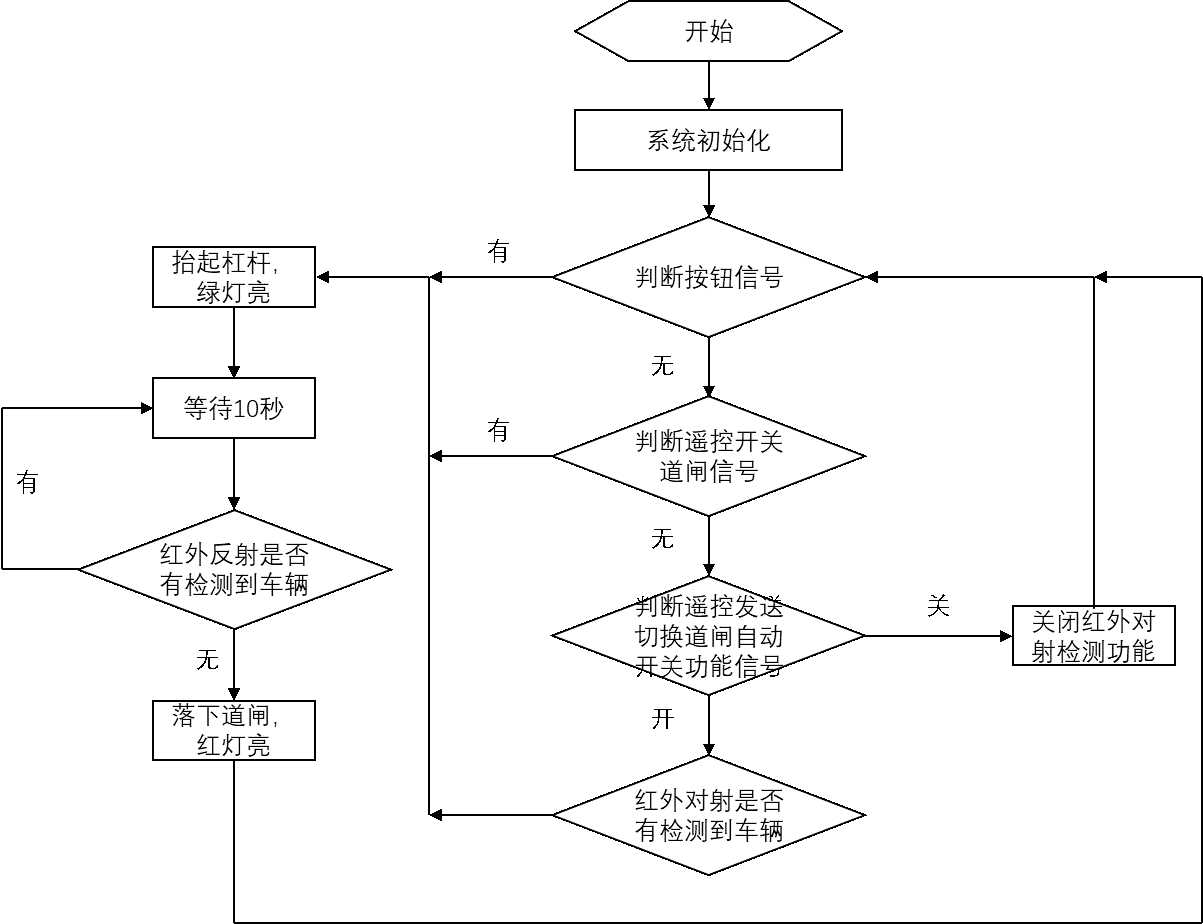 开始
系统初始化
判断按钮信号
有
无
判断遥控开关
道闸信号
有
无
判断遥控发送
切换道闸自动
开关功能信号
关
关闭红外对
射检测功能
开
红外对射是否
有检测到车辆
抬起杠杆，
绿灯亮
等待10秒
有
红外反射是否
有检测到车辆
无
落下道闸，
红灯亮